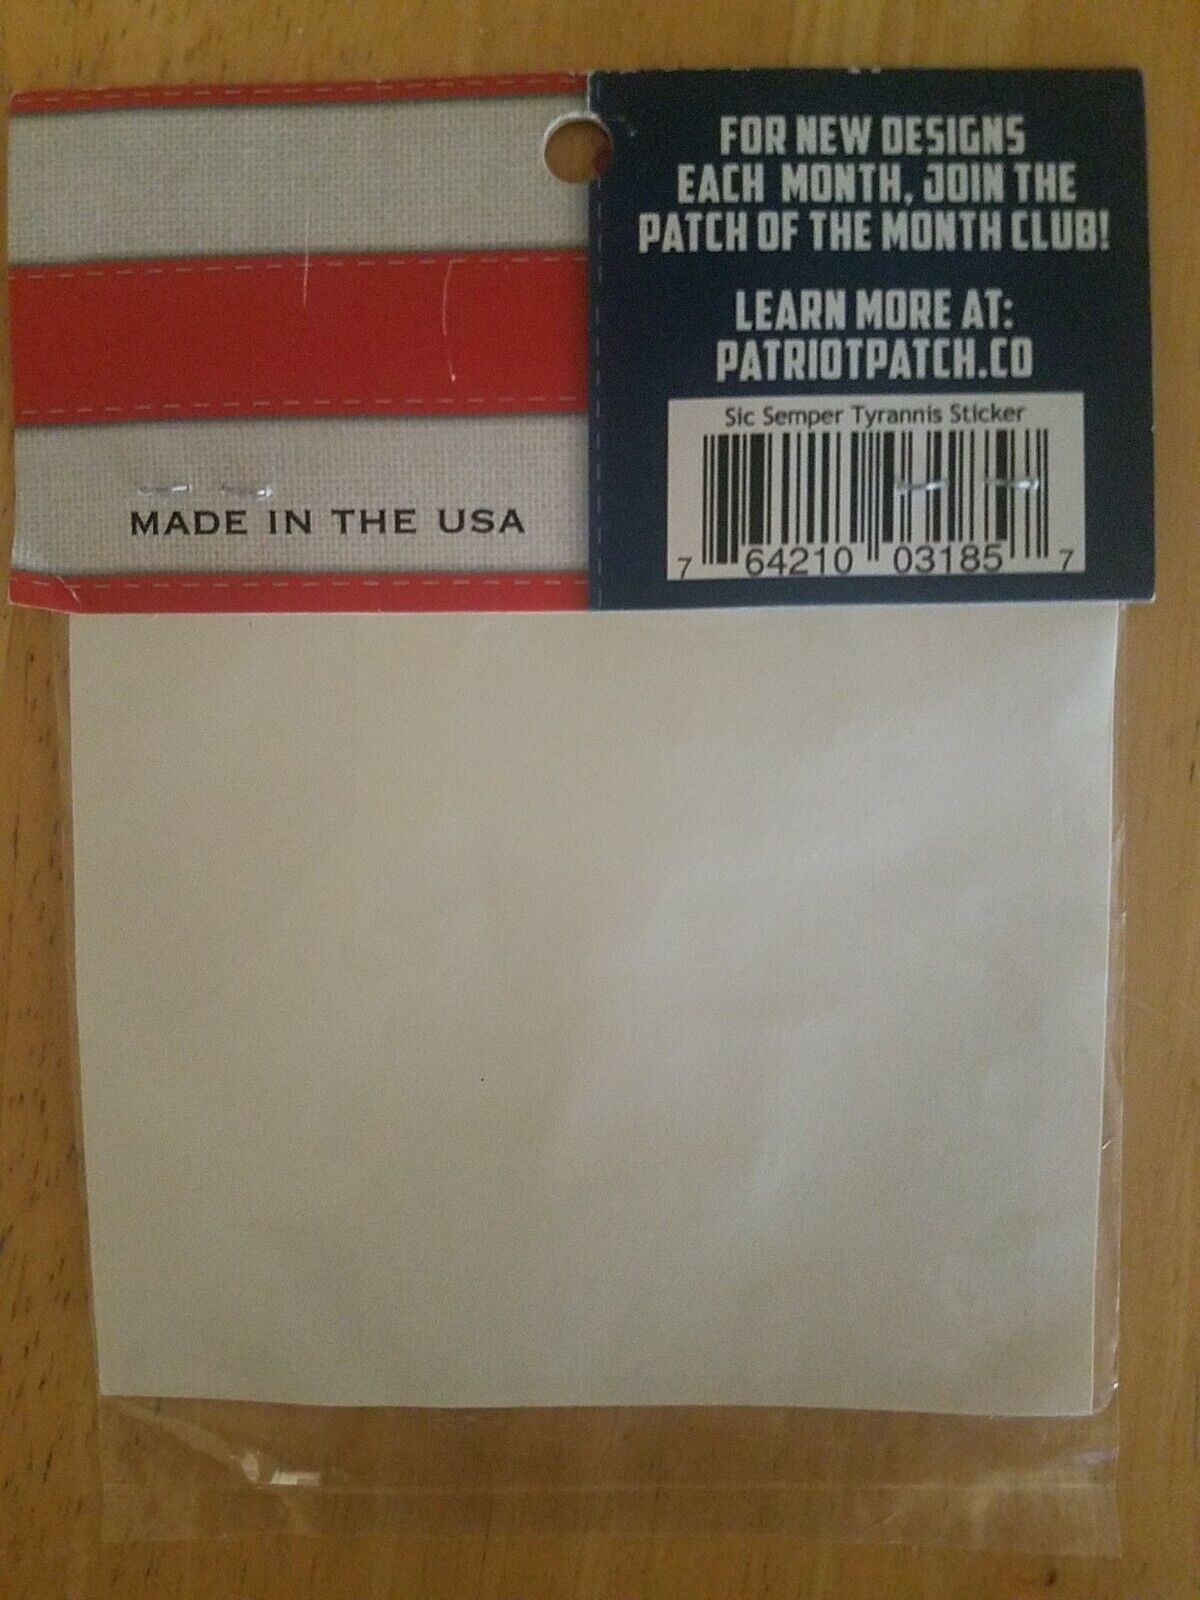 FOR NEW DESIGNS
EACH MONTH, JOIN THE
PATCH OF THE MONTH CLUB!
LEARN MORE AT:
PATRIOTPATCH.CO
Sic Semper Tyrannis Sticker
7 64210 03185 7
MADE IN THE USA